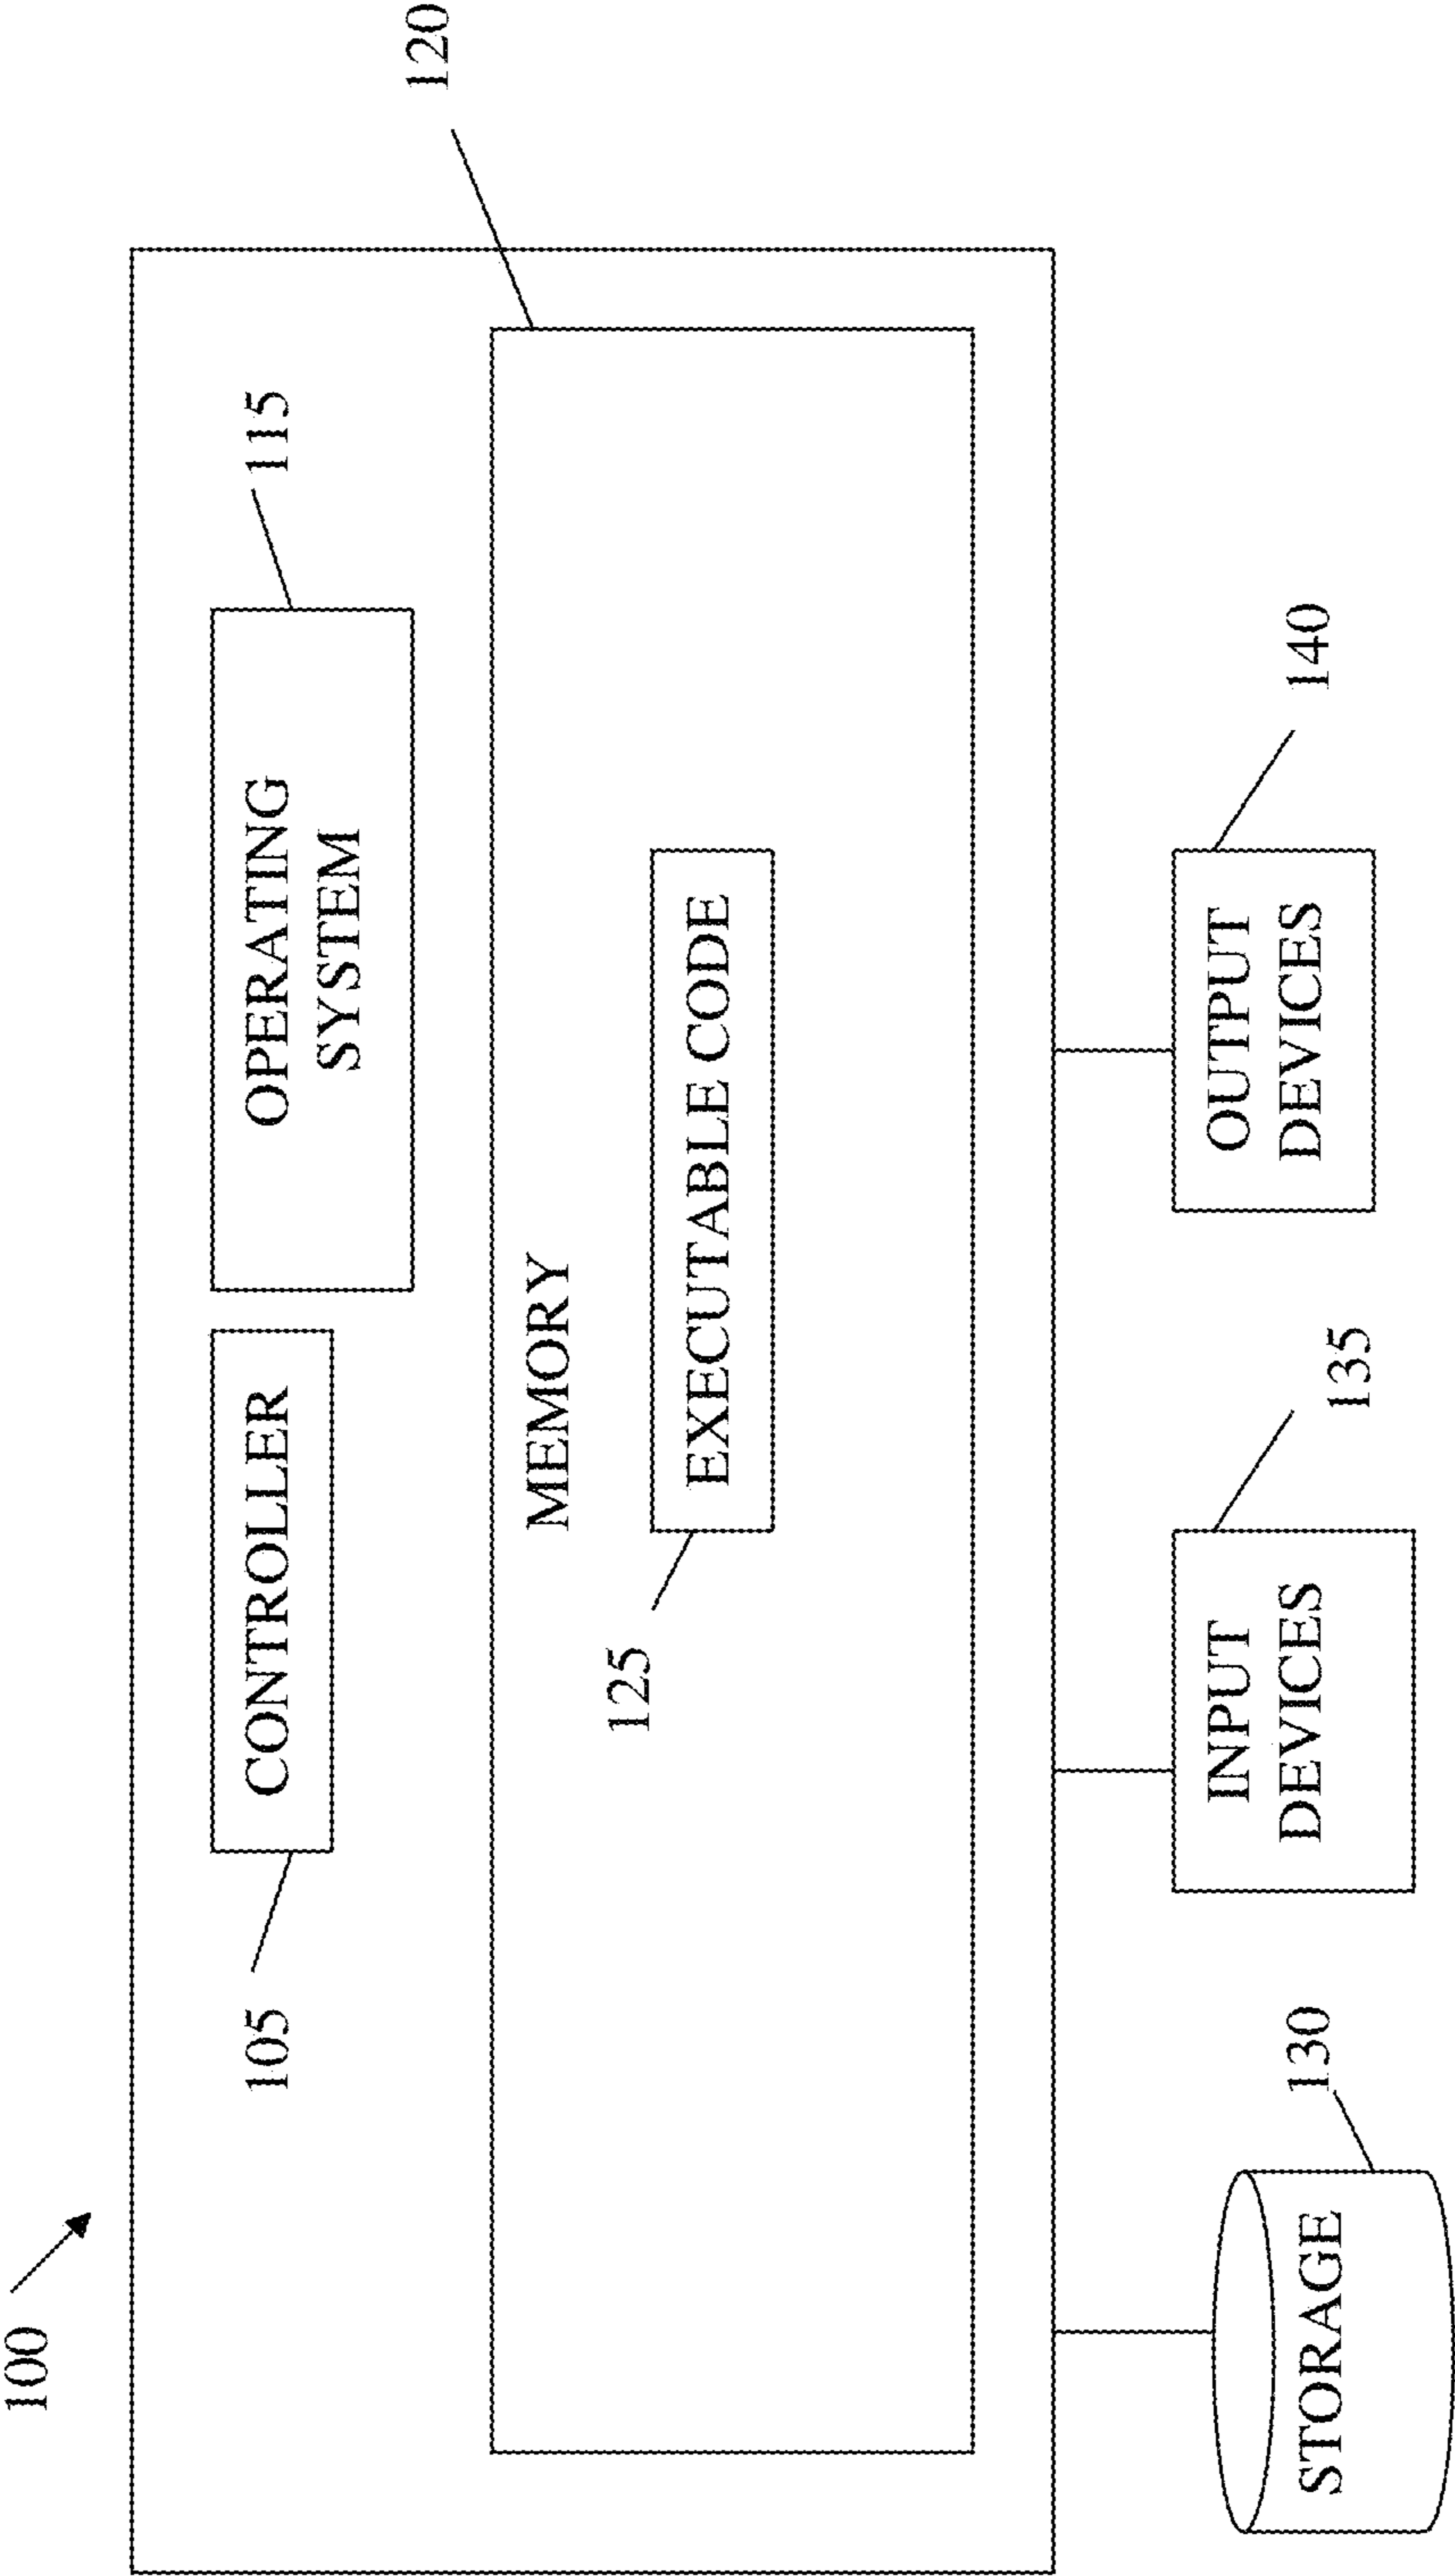 100
105
CONTROLLER
OPERATING
SYSTEM
115
120
MEMORY
125
EXECUTABLE CODE
STORAGE
130
INPUT
DEVICES
135
OUTPUT
DEVICES
140